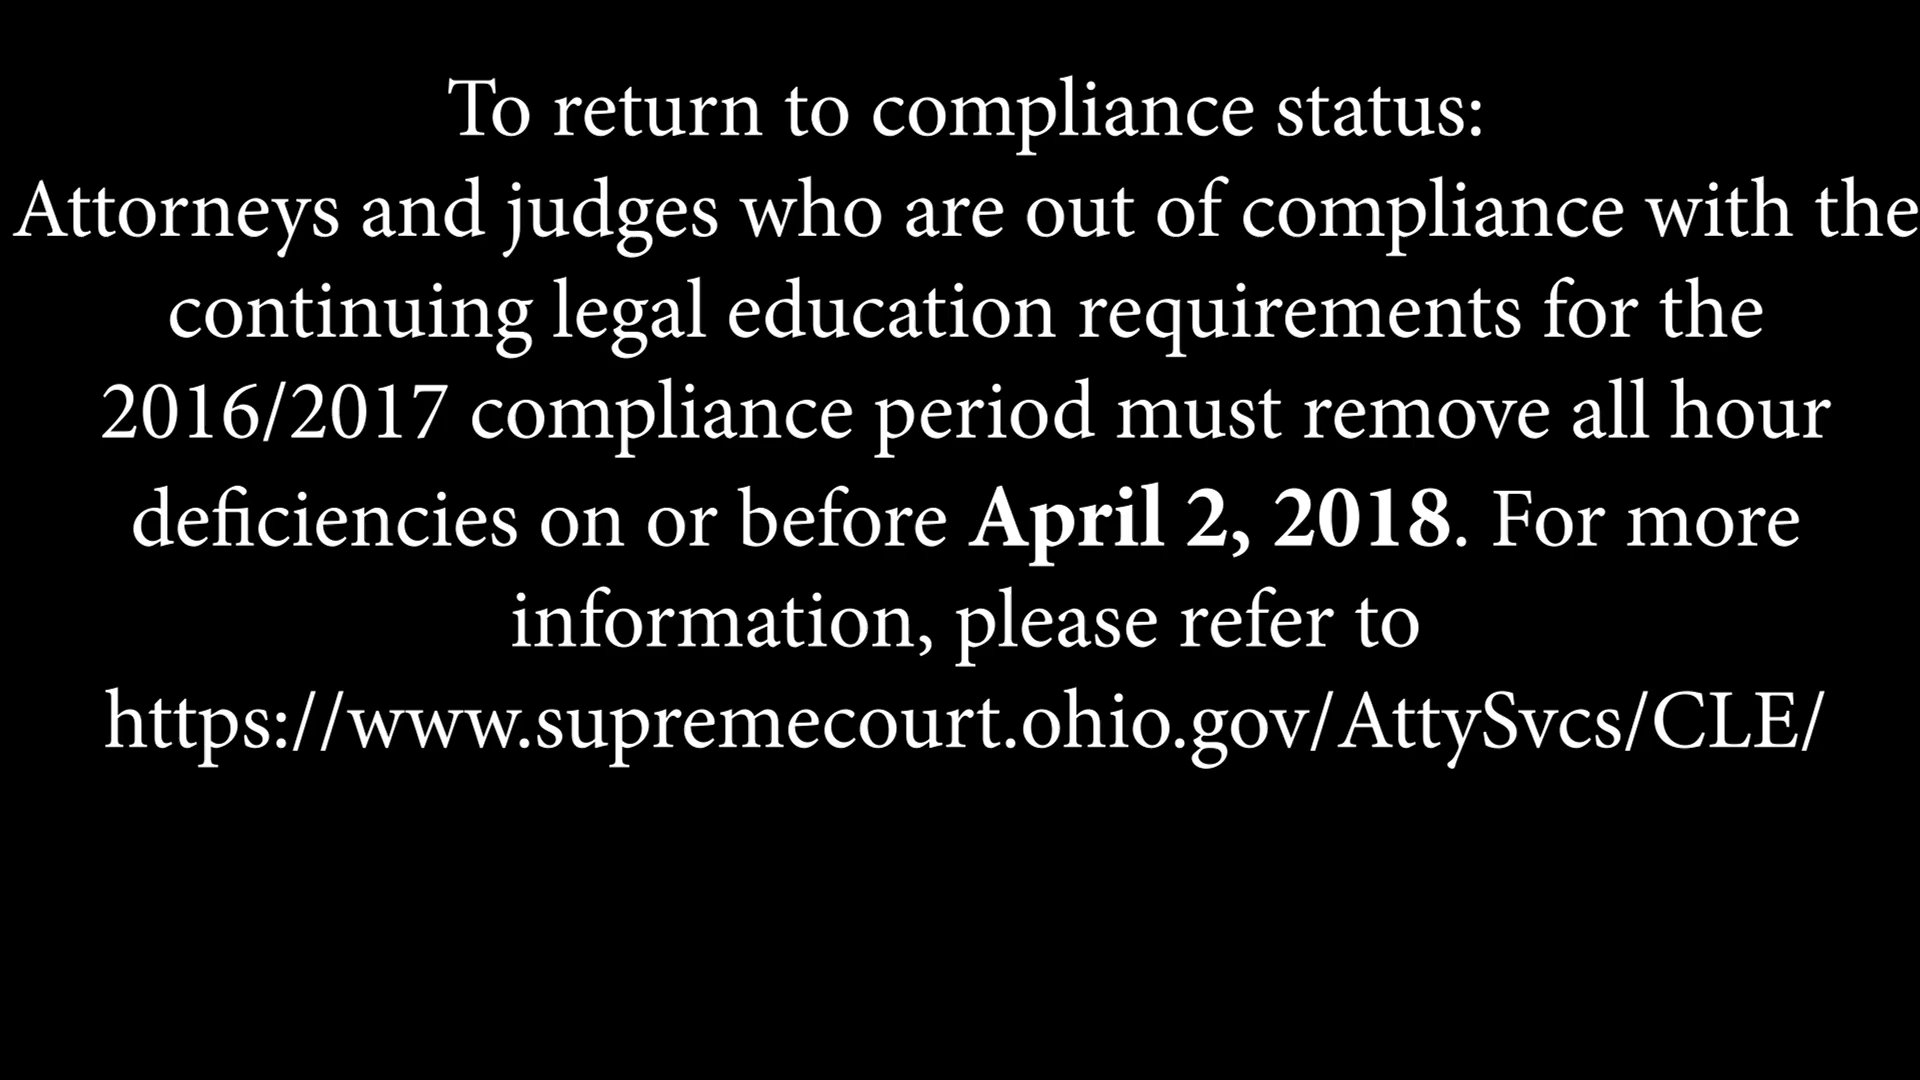 To return to compliance status:
Attorneys and judges who are out of compliance with the
continuing legal education requirements for the
2016/2017 compliance period must remove all hour
deficiencies on or before April 2, 2018. For more
information, please refer to
https://www.supremecourt.ohio.gov/AttySvcs/CLE/